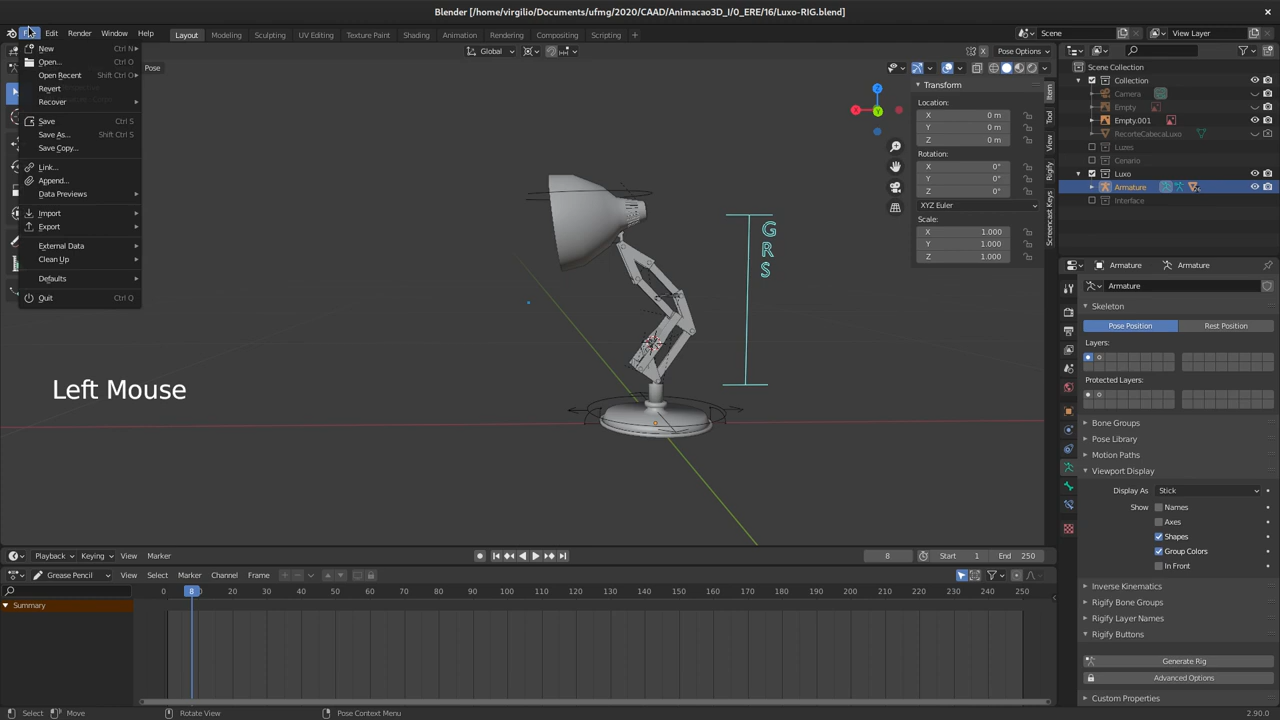 Blender [/home/virgilio/Documents/ufmg/2020/CAAD/Animacao3D_I/0_ERE/16/Luxo-RIG.blend]
Edit Render Window Help
Layout Modeling Sculpting UV Editing Texture Paint Shading Animation Rendering Compositing Scripting
Scene
View Layer
Global
Pose Options
Pose
New Ctrl N
Open... Ctrl O
Open Recent Shift Ctrl O
Revert
Recover
Save Ctrl S
Save As... Shift Ctrl S
Save Copy...
Link...
Append...
Data Previews
Import
Export
External Data
Clean Up
Defaults
Quit Ctrl Q
Left Mouse
G
R
S
Transform
Location:
X 0 m
Y 0 m
Z 0 m
Rotation:
X 0°
Y 0°
Z 0°
XYZ Euler
Scale:
X 1.000
Y 1.000
Z 1.000
Item
Tool
View
Rigify
Screencast Keys
Z
X
Y
Scene Collection
Collection
Camera
Empty
Empty.001
RecorteCabecaLuxo
Luzes
Cenario
Luxo
Armature
Interface
Armature Armature
Armature
Skeleton
Pose Position Rest Position
Layers:
Protected Layers:
Bone Groups
Pose Library
Motion Paths
Viewport Display
Display As Stick
Show Names
Axes
Shapes
Group Colors
In Front
Inverse Kinematics
Rigify Bone Groups
Rigify Layer Names
Rigify Buttons
Generate Rig
Advanced Options
Custom Properties
Playback Keying View Marker
8 Start 1 End 250
Grease Pencil View Select Marker Channel Frame
0 8 20 30 40 50 60 70 80 90 100 110 120 130 140 150 160 170 180 190 200 210 220 230 240 250
Summary
Select Move Rotate View Pose Context Menu 2.90.0